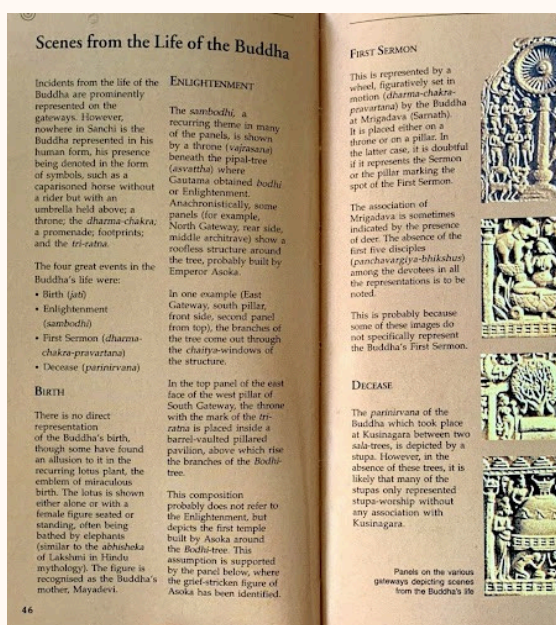 Scenes from the Life of the Buddha
Incidents from the life of the
Buddha are prominently
represented on the
gateways. However,
nowhere in Sanchi is the
Buddha represented in his
human form, his presence
being denoted in the form
of symbols, such as a
caparisoned horse without
a rider but with an
umbrella held above; a
throne; the dharma-chakra;
a promenade; footprints;
and the tri-ratna.
The four great events in the
Buddha's life were:
• Birth (jati)
• Enlightenment
(sambodhi)
• First Sermon (dharma-
chakra-pravartana)
• Decease (parinirvana)
BIRTH
There is no direct
representation
of the Buddha's birth,
though some have found
an allusion to it in the
recurring lotus plant, the
emblem of miraculous
birth. The lotus is shown
either alone or with a
female figure seated or
standing, often being
bathed by elephants
(similar to the abhisheka
of Lakshmi in Hindu
mythology). The figure is
recognised as the Buddha's
mother, Mayadevi.
46
ENLIGHTENMENT
The sambodhi, a
recurring theme in many
of the panels, is shown
by a throne (vajrasana)
beneath the pipal-tree
(asvattha) where
Gautama obtained bodhi
or Enlightenment.
Anachronistically, some
panels (for example,
North Gateway, rear side,
middle architrave) show a
roofless structure around
the tree, probably built by
Emperor Asoka.
In one example (East
Gateway, south pillar,
front side, second panel
from top), the branches of
the tree come out through
the chaitya-windows of
the structure.
In the top panel of the east
face of the west pillar of
South Gateway, the throne
with the mark of the tri-
ratna is placed inside a
barrel-vaulted pillared
pavilion, above which rise
the branches of the Bodhi-
tree.
This composition
probably does not refer to
the Enlightenment, but
depicts the first temple
built by Asoka around
the Bodhi-tree. This
assumption is supported
by the panel below, where
the grief-stricken figure of
Asoka has been identified.
FIRST SERMON
This is represented by a
wheel, figuratively set in
motion (dharma-chakra-
pravartana) by the Buddha
at Mrigadava (Sarnath).
It is placed either on a
throne or on a pillar. In
the latter case, it is doubtful
if it represents the Sermon
or the pillar marking the
spot of the First Sermon.
The association of
Mrigadava is sometimes
indicated by the presence
of deer. The absence of the
first five disciples
(panchavargiya-bhikshus)
among the devotees in all
the representations is to be
noted.
This is probably because
some of these images do
not specifically represent
the Buddha's First Sermon.
DECEASE
The parinirvana of the
Buddha which took place
at Kusinagara between two
sala-trees, is depicted by a
stupa. However, in the
absence of these trees, it is
likely that many of the
stupas only represented
stupa-worship without
any association with
Kusinagara.
Panels on the various
gateways depicting scenes
from the Buddha's life